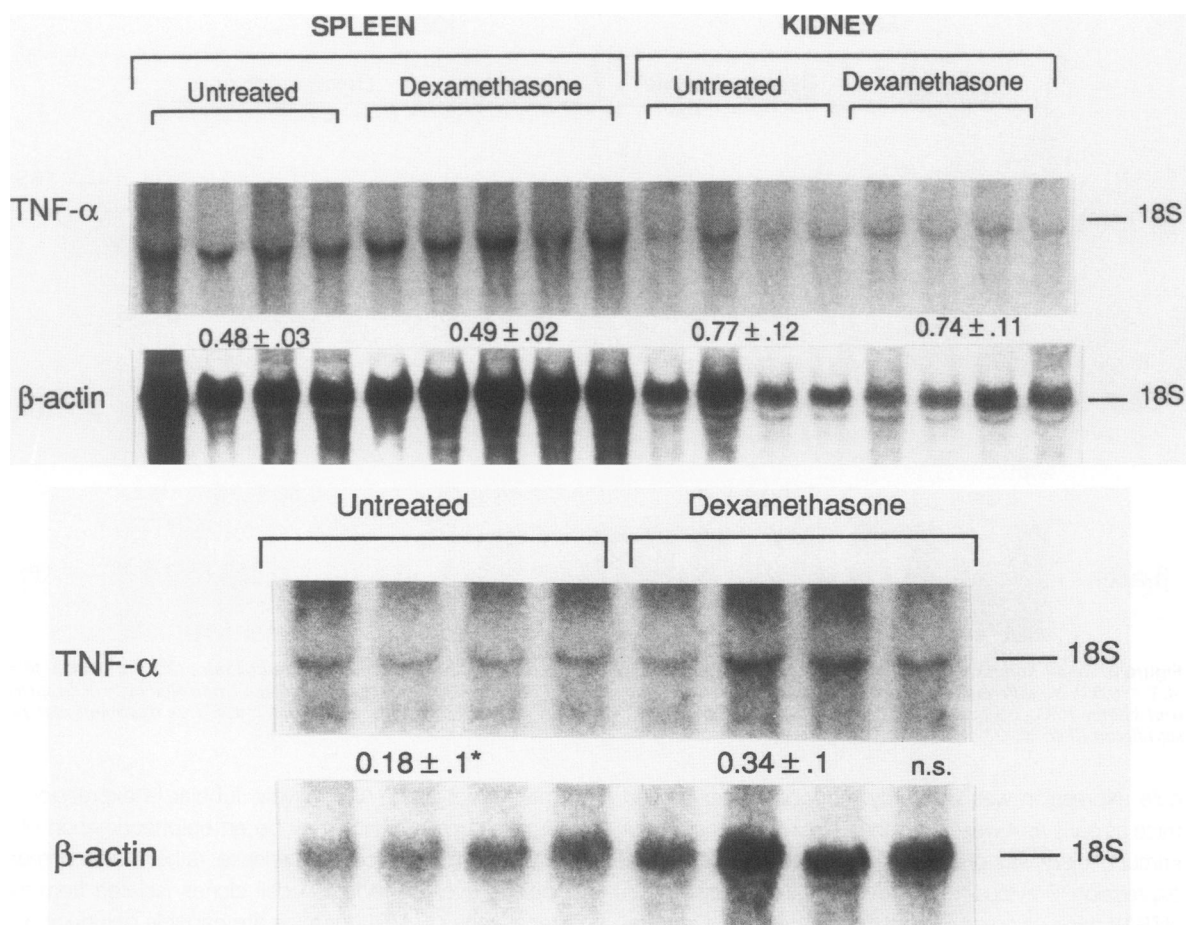 SPLEEN KIDNEY
Untreated Dexamethasone Untreated Dexamethasone
TNF-α 18S
0.48 ± .03 0.49 ± .02 0.77 ± .12 0.74 ± .11
β-actin 18S
Untreated Dexamethasone
TNF-α 18S
0.18 ± .1* 0.34 ± .1 n.s.
β-actin 18S